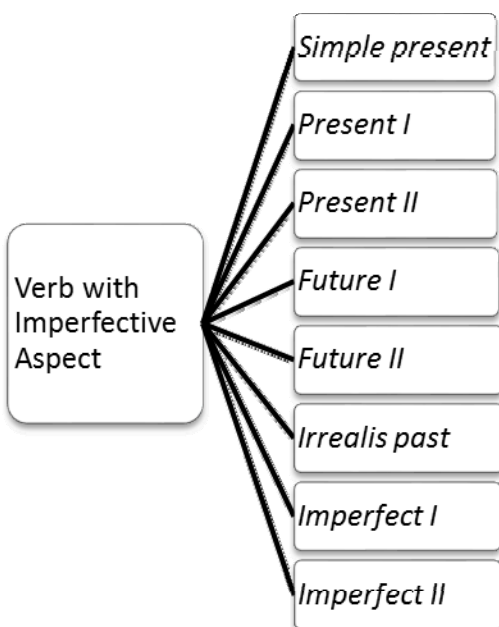 Simple present
Present I
Present II
Verb with
Imperfective
Aspect
Future I
Future II
Irrealis past
Imperfect I
Imperfect II